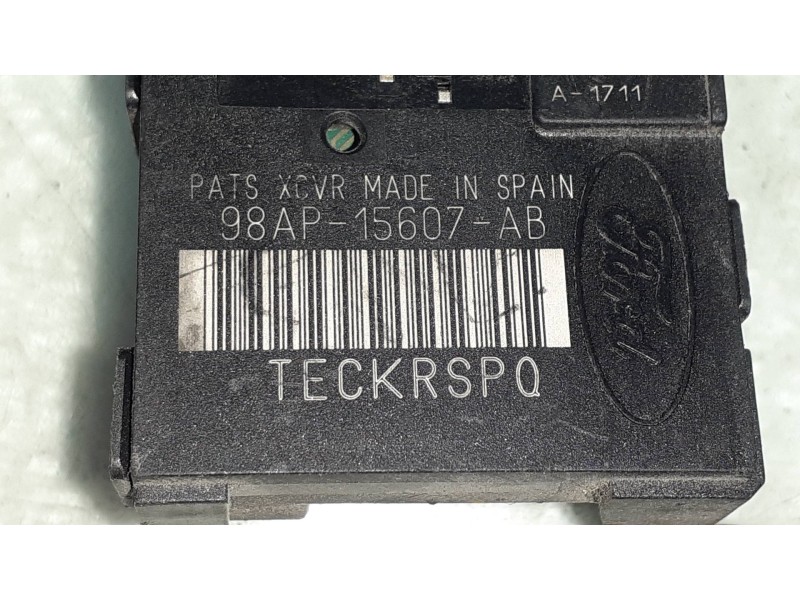 A-1711
PATS XCVR MADE IN SPAIN
98AP-15607-AB
TECKRSPQ
Ford